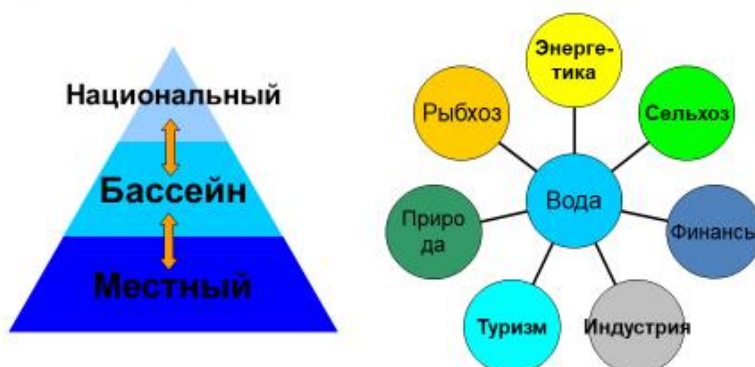 Национальный
Бассейн
Местный
Энерге-
тика
Рыбхоз
Сельхоз
Вода
Приро
да
Финансы
Туризм
Индустрия